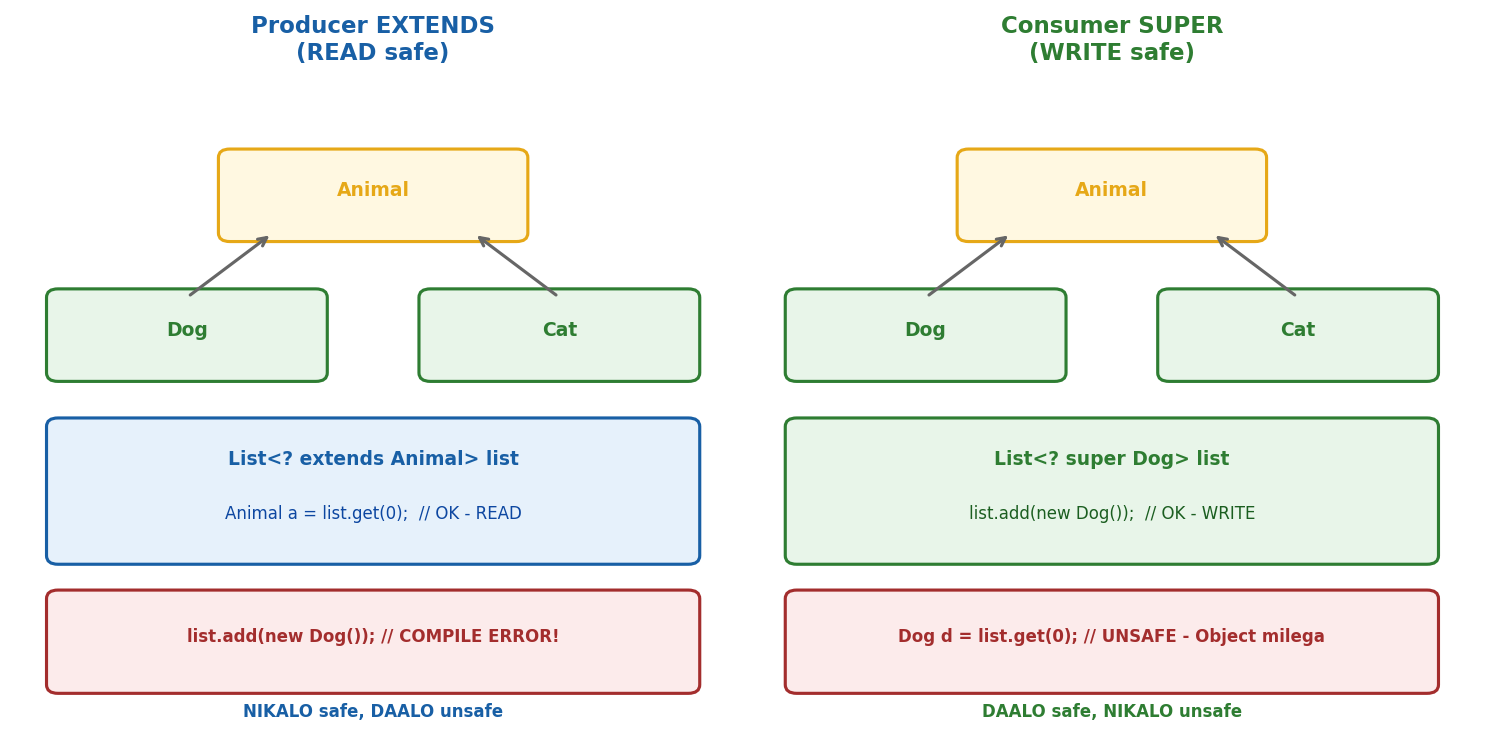 Producer EXTENDS
(READ safe)
Animal
Dog
Cat
List<? extends Animal> list
Animal a = list.get(0);  // OK - READ
list.add(new Dog()); // COMPILE ERROR!
NIKALO safe, DAALO unsafe
Consumer SUPER
(WRITE safe)
Animal
Dog
Cat
List<? super Dog> list
list.add(new Dog());  // OK - WRITE
Dog d = list.get(0); // UNSAFE - Object milega
DAALO safe, NIKALO unsafe